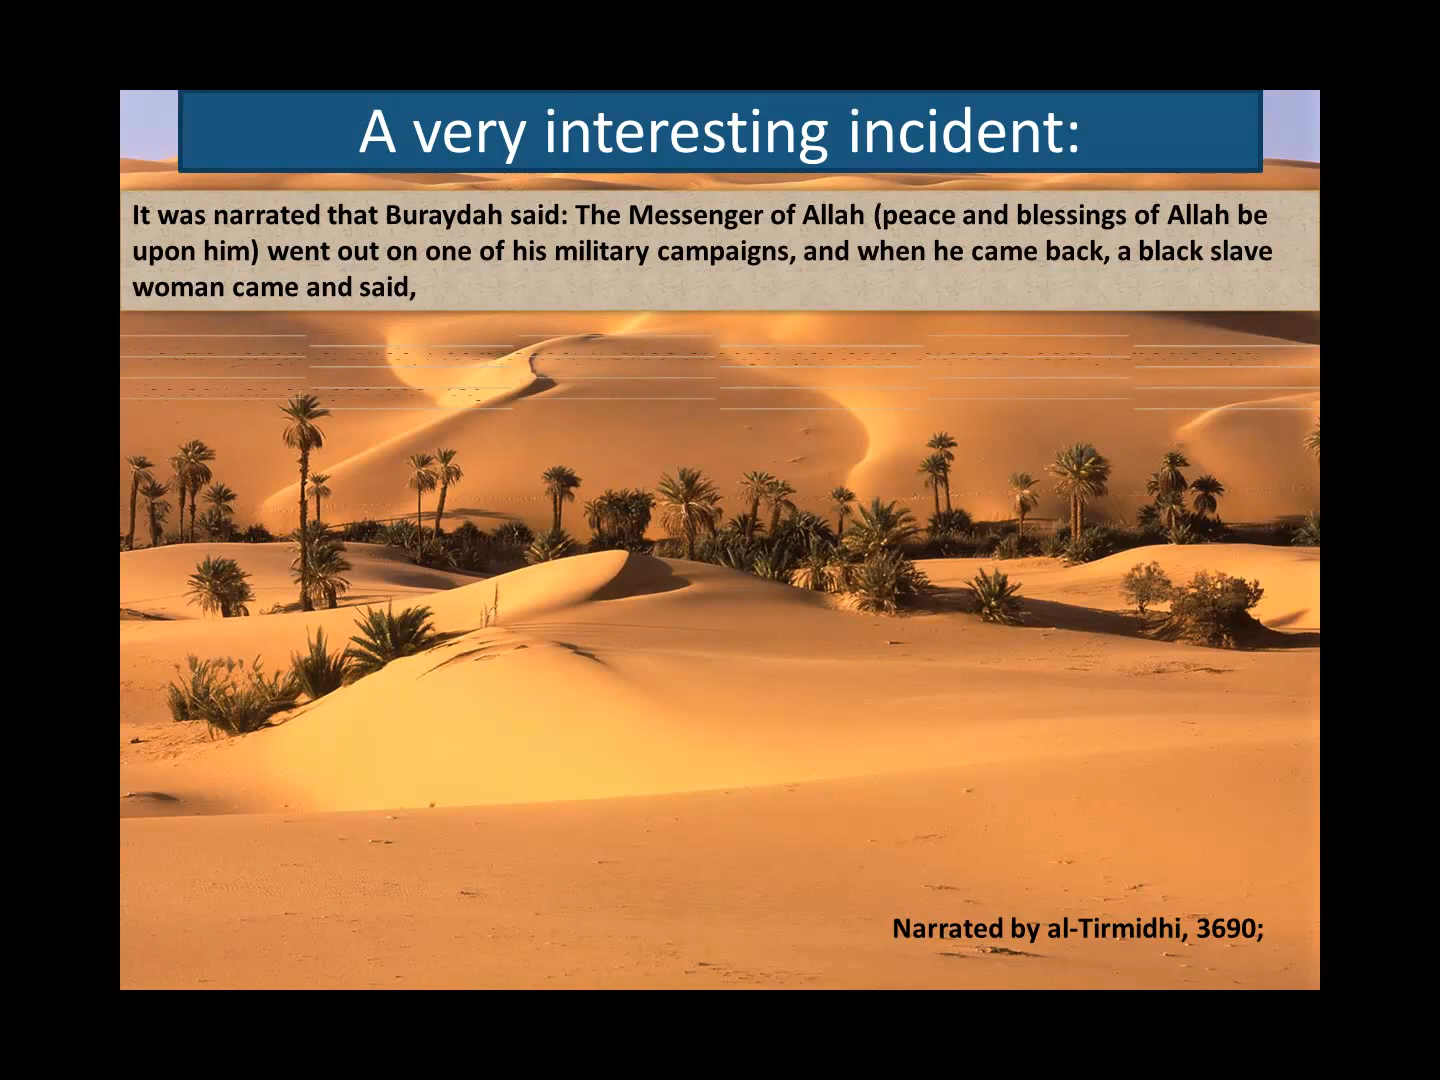 A very interesting incident:
It was narrated that Buraydah said: The Messenger of Allah (peace and blessings of Allah be
upon him) went out on one of his military campaigns, and when he came back, a black slave
woman came and said,
Narrated by al-Tirmidhi, 3690;